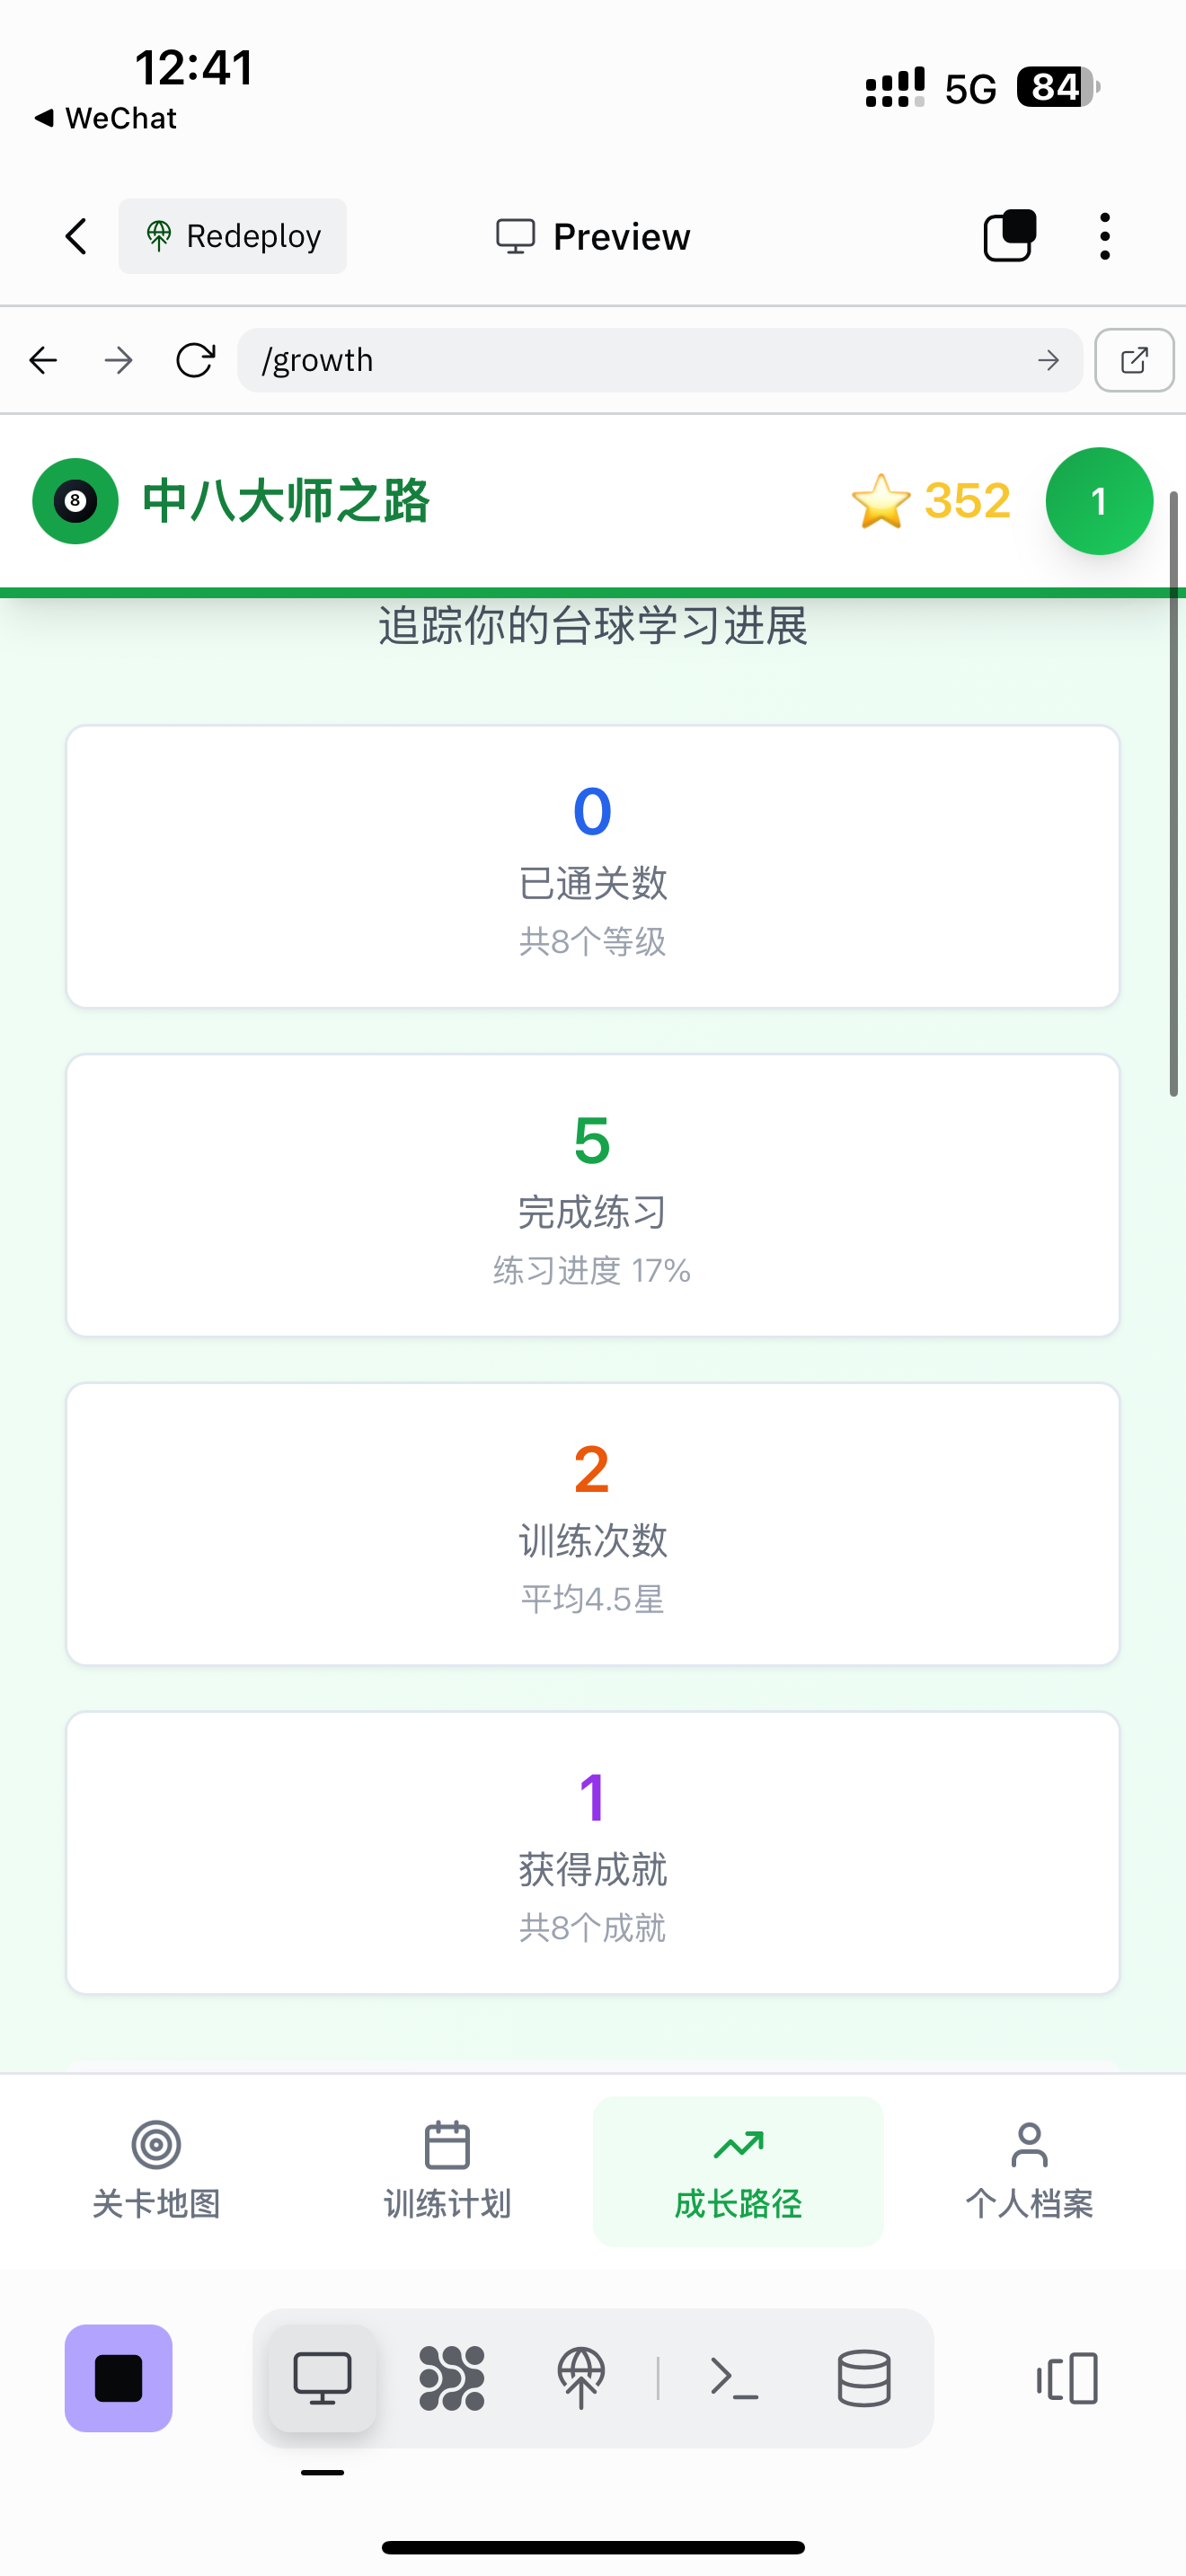 12:41
WeChat
5G
84
Redeploy
Preview
/growth
8
中八大师之路
352
1
追踪你的台球学习进展
0
已通关数
共8个等级
5
完成练习
练习进度 17%
2
训练次数
平均4.5星
1
获得成就
共8个成就
关卡地图
训练计划
成长路径
个人档案